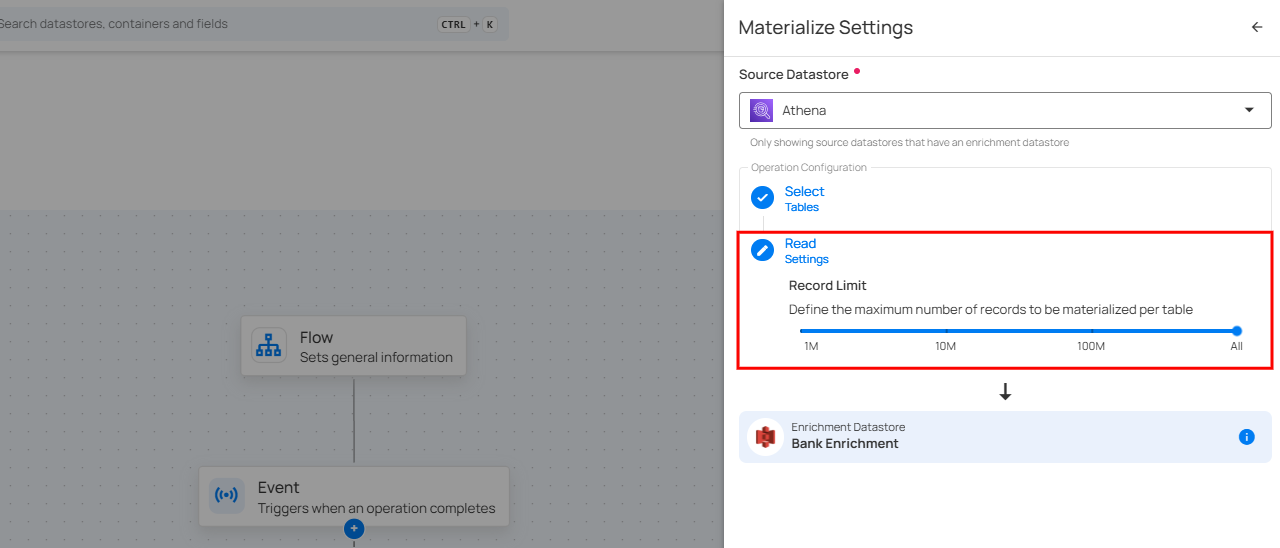 Search datastores, containers and fields
CTRL + K
Materialize Settings
Source Datastore
Athena
Only showing source datastores that have an enrichment datastore
Operation Configuration
Select
Tables
Read
Settings
Record Limit
Define the maximum number of records to be materialized per table
1M 10M 100M All
Enrichment Datastore
Bank Enrichment
Flow
Sets general information
Event
Triggers when an operation completes